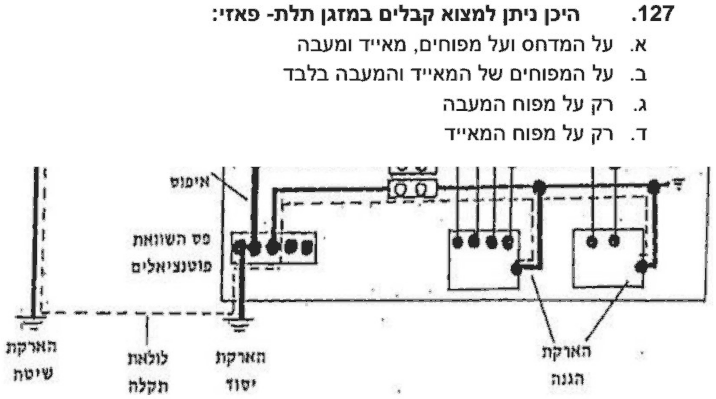 127. היכן ניתן למצוא קבלים במזגן תלת- פאזי:
א. על המדחס ועל מפוחים, מאייד ומעבה
ב. על המפוחים של המאייד והמעבה בלבד
ג. רק על מפוח המעבה
ד. רק על מפוח המאייד
איפוס
פס השוואת
פוטנציאלים
הארקת
שיטה
לולאת
תקלה
הארקת
יסוד
הארקת
הגנה